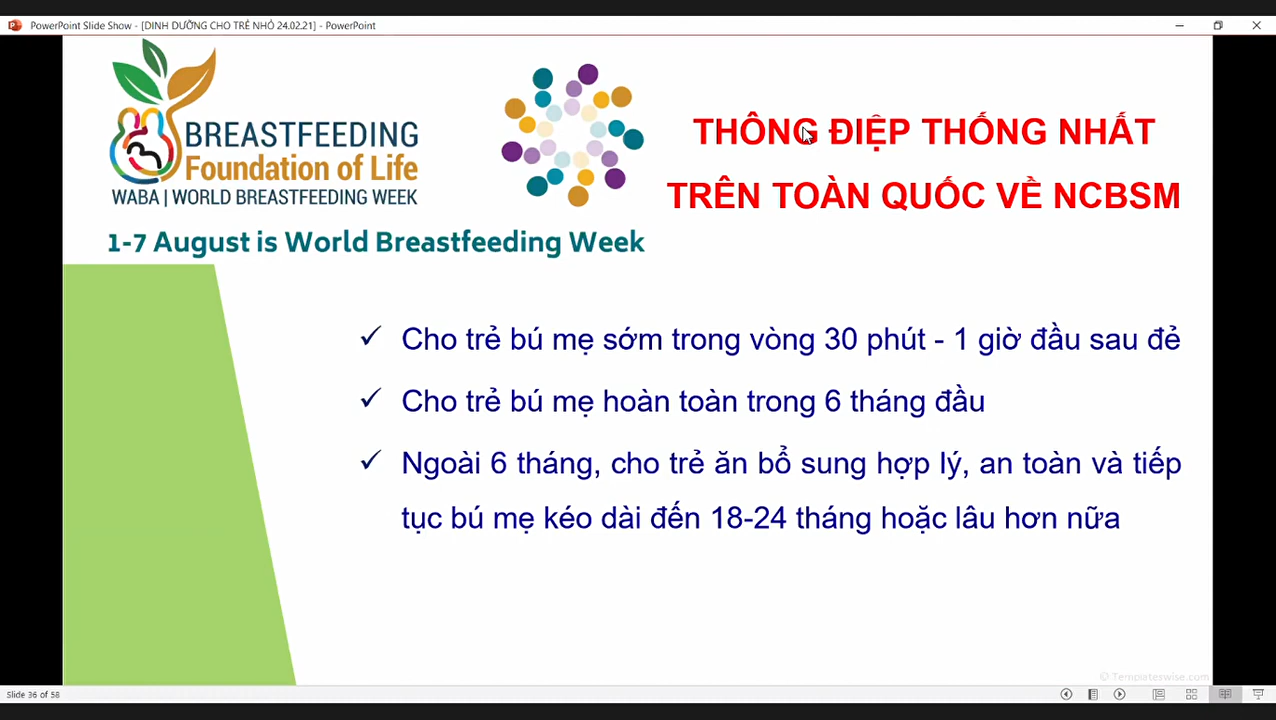 PowerPoint Slide Show - [DINH DƯỠNG CHO TRẺ NHỎ 24.02.21] - PowerPoint
BREASTFEEDING
Foundation of Life
WABA | WORLD BREASTFEEDING WEEK
1-7 August is World Breastfeeding Week
THÔNG ĐIỆP THỐNG NHẤT
TRÊN TOÀN QUỐC VỀ NCBSM
✓ Cho trẻ bú mẹ sớm trong vòng 30 phút - 1 giờ đầu sau đẻ
✓ Cho trẻ bú mẹ hoàn toàn trong 6 tháng đầu
✓ Ngoài 6 tháng, cho trẻ ăn bổ sung hợp lý, an toàn và tiếp
tục bú mẹ kéo dài đến 18-24 tháng hoặc lâu hơn nữa
© Templateswise.com
Slide 36 of 58